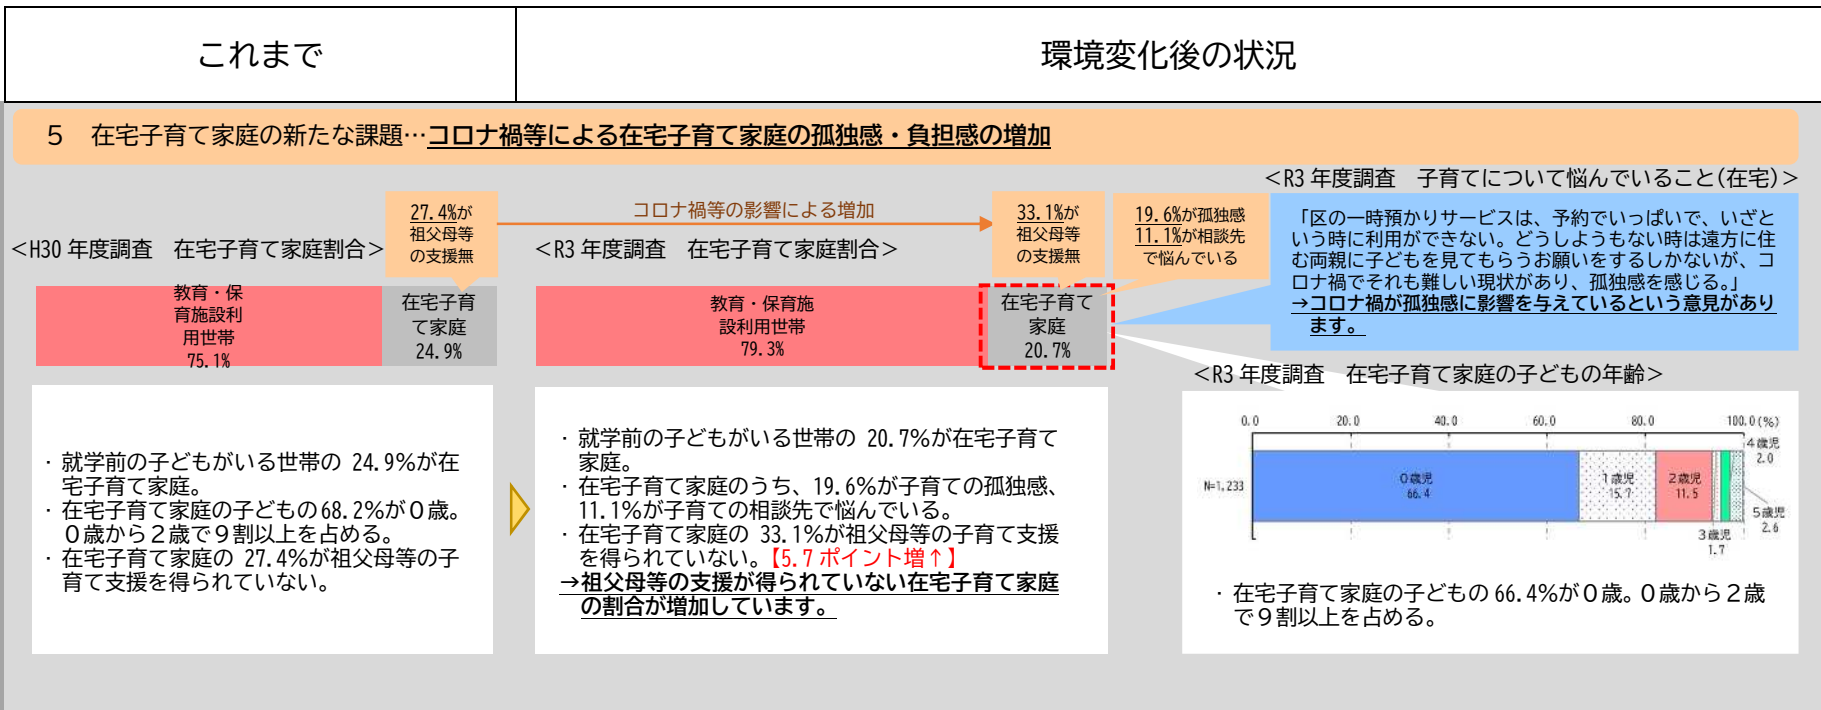 これまで
環境変化後の状況
５　在宅子育て家庭の新たな課題…コロナ禍等による在宅子育て家庭の孤独感・負担感の増加
＜H30 年度調査　在宅子育て家庭割合＞
27.4%が
祖父母等
の支援無
教育・保
育施設利
用世帯
75.1%
在宅子育
て家庭
24.9%
コロナ禍等の影響による増加
＜R3 年度調査　在宅子育て家庭割合＞
33.1%が
祖父母等
の支援無
19.6%が孤独感
11.1%が相談先
で悩んでいる
教育・保育施
設利用世帯
79.3%
在宅子育て
家庭
20.7%
＜R3 年度調査　子育てについて悩んでいること(在宅)＞
「区の一時預かりサービスは、予約でいっぱいで、いざと
いう時に利用ができない。どうしようもない時は遠方に住
む両親に子どもを見てもらうお願いをするしかないが、コ
ロナ禍でそれも難しい現状があり、孤独感を感じる。」
→コロナ禍が孤独感に影響を与えているという意見があり
ます。
・就学前の子どもがいる世帯の 24.9％が在
宅子育て家庭。
・在宅子育て家庭の子どもの68.2％が０歳。
０歳から２歳で９割以上を占める。
・在宅子育て家庭の 27.4％が祖父母等の子
育て支援を得られていない。
・就学前の子どもがいる世帯の 20.7％が在宅子育て
家庭。
・在宅子育て家庭のうち、19.6％が子育ての孤独感、
11.1％が子育ての相談先で悩んでいる。
・在宅子育て家庭の 33.1％が祖父母等の子育て支援
を得られていない。【5.7 ポイント増↑】
→祖父母等の支援が得られていない在宅子育て家庭
の割合が増加しています。
＜R3 年度調査　在宅子育て家庭の子どもの年齢＞
0.0 20.0 40.0 60.0 80.0 100.0(%)
N=1,233
０歳児
66.4
１歳児
15.7
２歳児
11.5
３歳児
1.7
４歳児
2.0
５歳児
2.6
・在宅子育て家庭の子どもの 66.4％が０歳。０歳から２歳
で９割以上を占める。